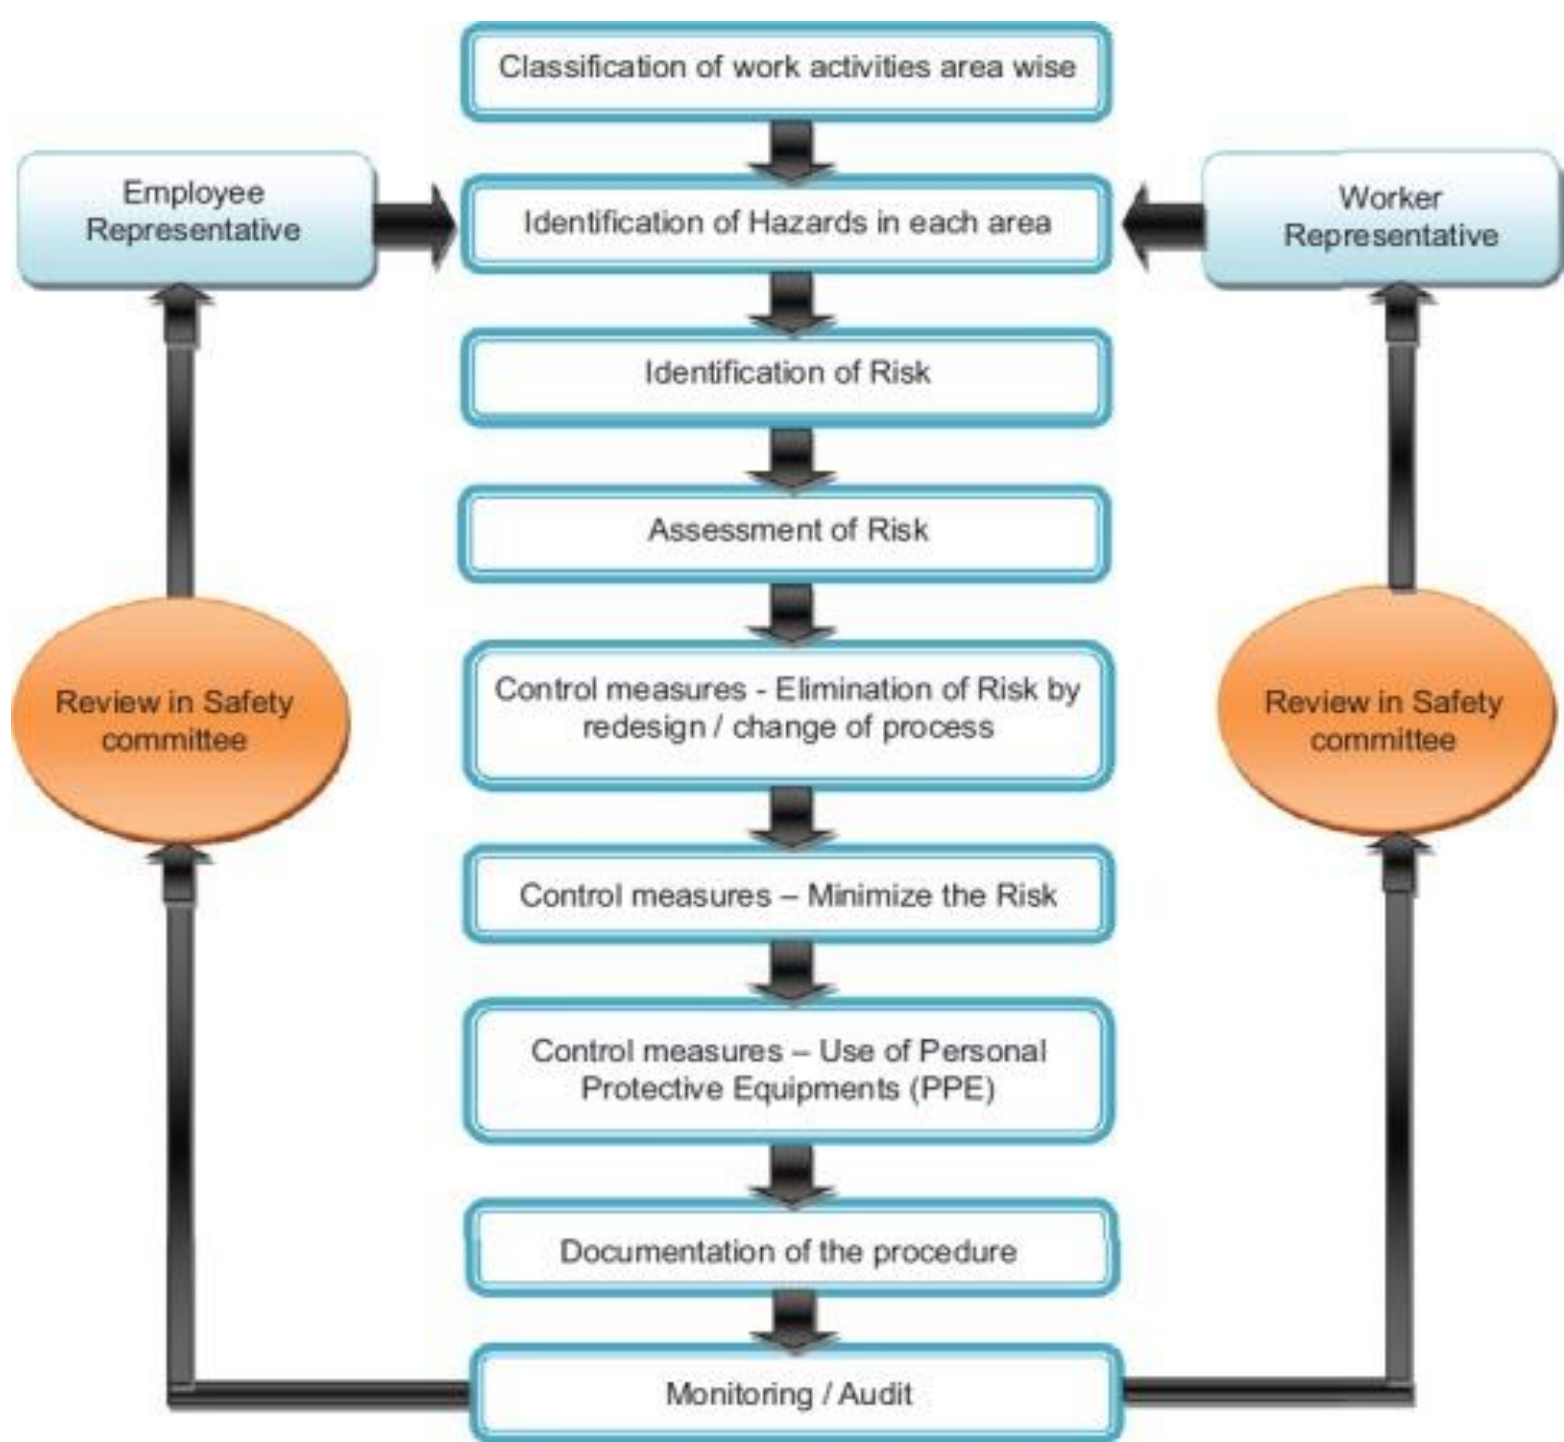 Classification of work activities area wise
Employee
Representative
Identification of Hazards in each area
Worker
Representative
Identification of Risk
Assessment of Risk
Control measures - Elimination of Risk by
redesign / change of process
Review in Safety
committee
Review in Safety
committee
Control measures – Minimize the Risk
Control measures – Use of Personal
Protective Equipments (PPE)
Documentation of the procedure
Monitoring / Audit